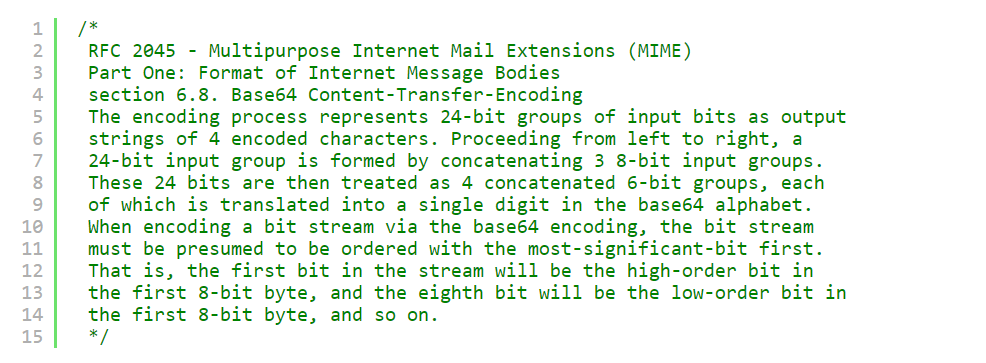 1 /*
2 RFC 2045 - Multipurpose Internet Mail Extensions (MIME)
3 Part One: Format of Internet Message Bodies
4 section 6.8. Base64 Content-Transfer-Encoding
5 The encoding process represents 24-bit groups of input bits as output
6 strings of 4 encoded characters. Proceeding from left to right, a
7 24-bit input group is formed by concatenating 3 8-bit input groups.
8 These 24 bits are then treated as 4 concatenated 6-bit groups, each
9 of which is translated into a single digit in the base64 alphabet.
10 When encoding a bit stream via the base64 encoding, the bit stream
11 must be presumed to be ordered with the most-significant-bit first.
12 That is, the first bit in the stream will be the high-order bit in
13 the first 8-bit byte, and the eighth bit will be the low-order bit in
14 the first 8-bit byte, and so on.
15 */